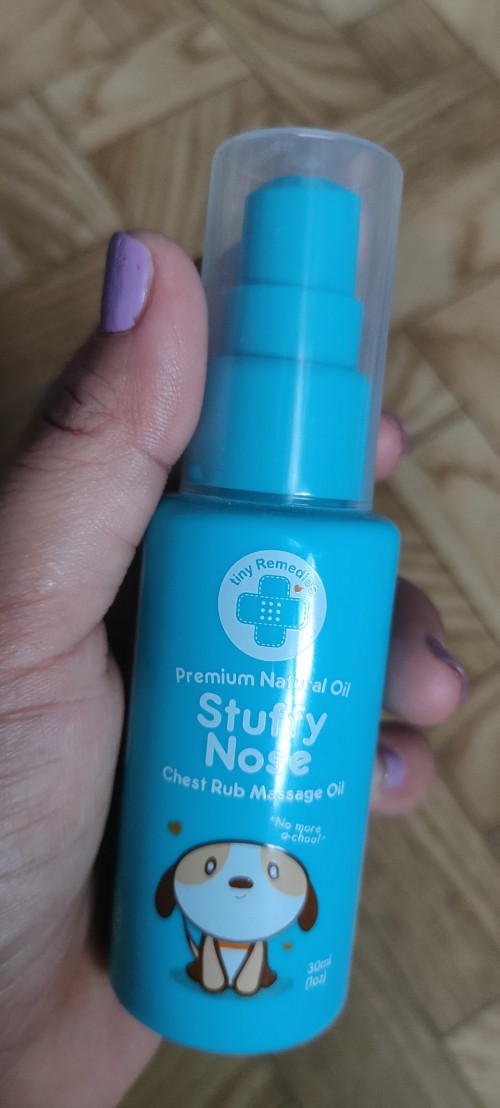 tiny Remedies
Premium Natural Oil
Stuffy
Nose
Chest Rub Massage Oil
"No more
a-choo!"
30ml
(1oz)